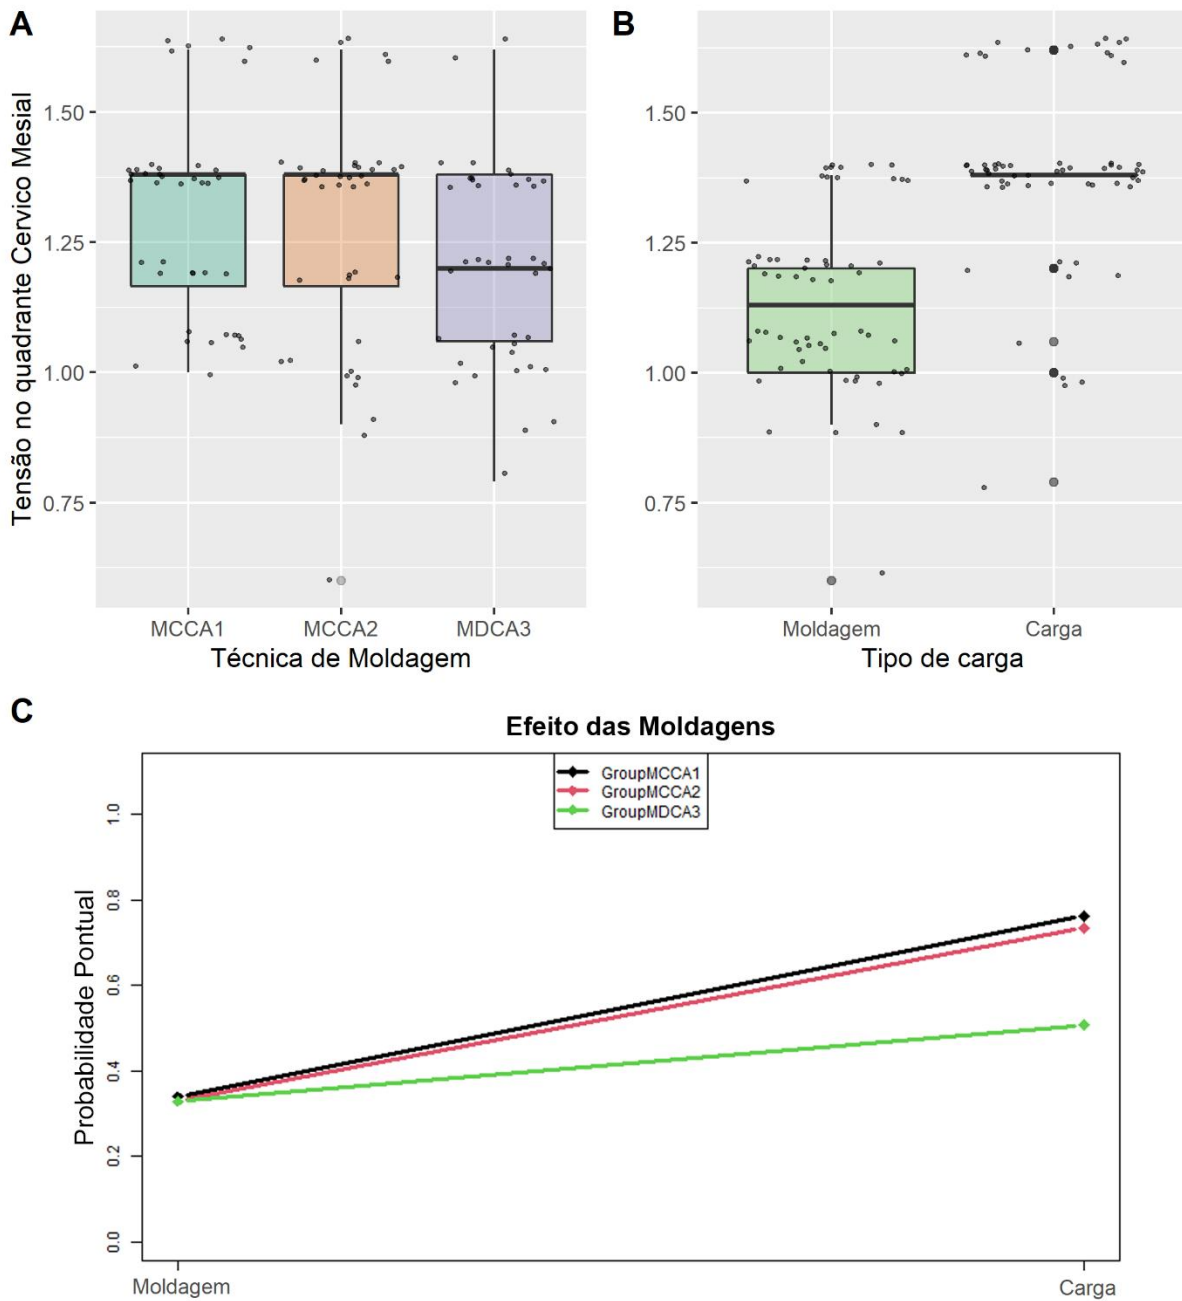 A
B
Tensão no quadrante Cervico Mesial
1.50
1.25
1.00
0.75
MCCA1 MCCA2 MDCA3
Técnica de Moldagem
1.50
1.25
1.00
0.75
Moldagem Carga
Tipo de carga
C
Efeito das Moldagens
GroupMCCA1
GroupMCCA2
GroupMDCA3
Probabilidade Pontual
1.0
0.8
0.6
0.4
0.2
0.0
Moldagem Carga